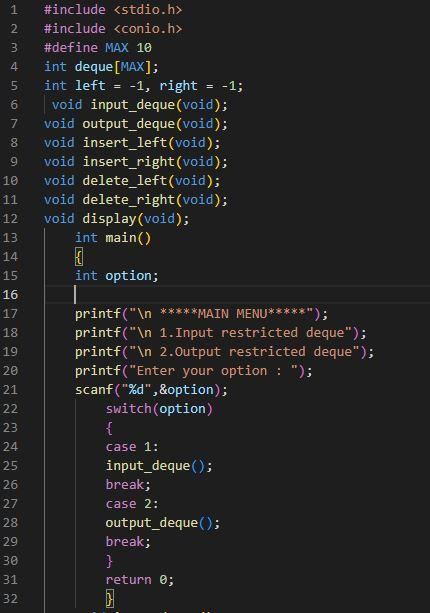 1 #include <stdio.h>
2 #include <conio.h>
3 #define MAX 10
4 int deque[MAX];
5 int left = -1, right = -1;
6 void input_deque(void);
7 void output_deque(void);
8 void insert_left(void);
9 void insert_right(void);
10 void delete_left(void);
11 void delete_right(void);
12 void display(void);
13 int main()
14 {
15 int option;
16
17 printf("\n *****MAIN MENU*****");
18 printf("\n 1.Input restricted deque");
19 printf("\n 2.Output restricted deque");
20 printf("Enter your option : ");
21 scanf("%d",&option);
22 switch(option)
23 {
24 case 1:
25 input_deque();
26 break;
27 case 2:
28 output_deque();
29 break;
30 }
31 return 0;
32 }